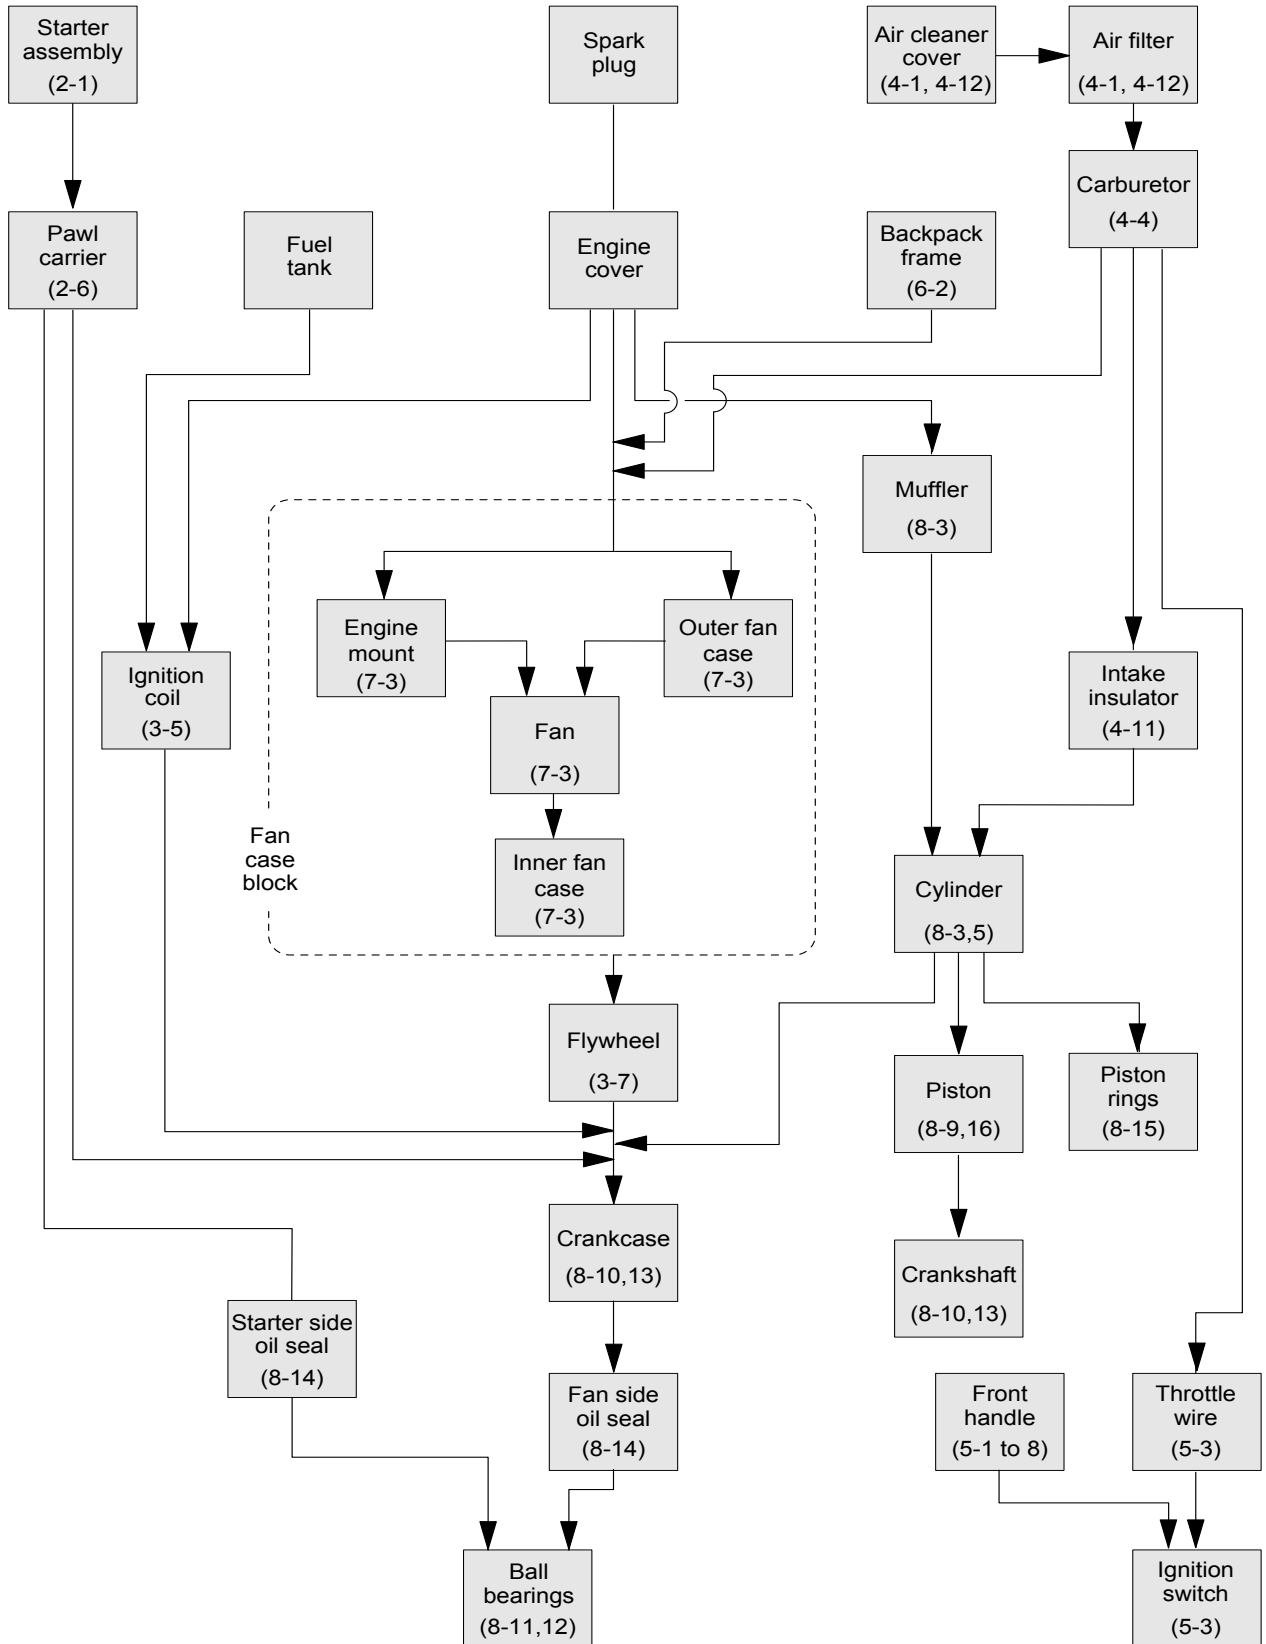 Starter
assembly
(2-1)
Spark
plug
Air cleaner
cover
(4-1, 4-12)
Air filter
(4-1, 4-12)
Carburetor
(4-4)
Pawl
carrier
(2-6)
Fuel
tank
Engine
cover
Backpack
frame
(6-2)
Muffler
(8-3)
Engine
mount
(7-3)
Outer fan
case
(7-3)
Ignition
coil
(3-5)
Intake
insulator
(4-11)
Fan
(7-3)
Fan
case
block
Inner fan
case
(7-3)
Cylinder
(8-3,5)
Flywheel
(3-7)
Piston
(8-9,16)
Piston
rings
(8-15)
Crankcase
(8-10,13)
Crankshaft
(8-10,13)
Starter side
oil seal
(8-14)
Fan side
oil seal
(8-14)
Front
handle
(5-1 to 8)
Throttle
wire
(5-3)
Ball
bearings
(8-11,12)
Ignition
switch
(5-3)